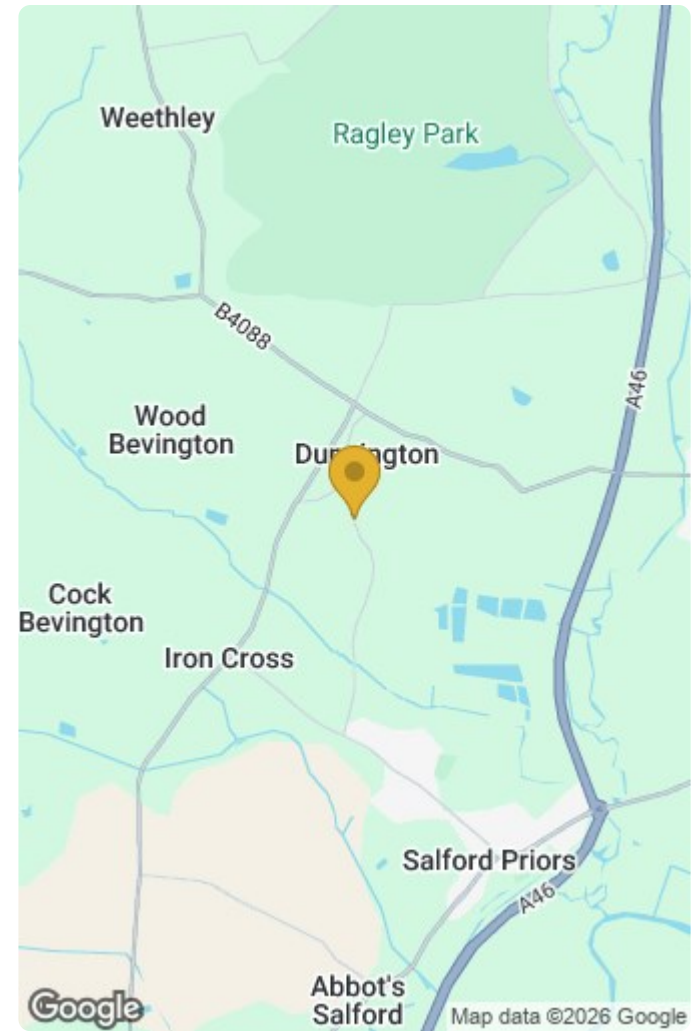 Weethley
Ragley Park
B4088
A46
Wood
Bevington
Cock
Bevington
Iron Cross
Salford Priors
A46
Abbot's
Salford
Google
Map data ©2026 Google